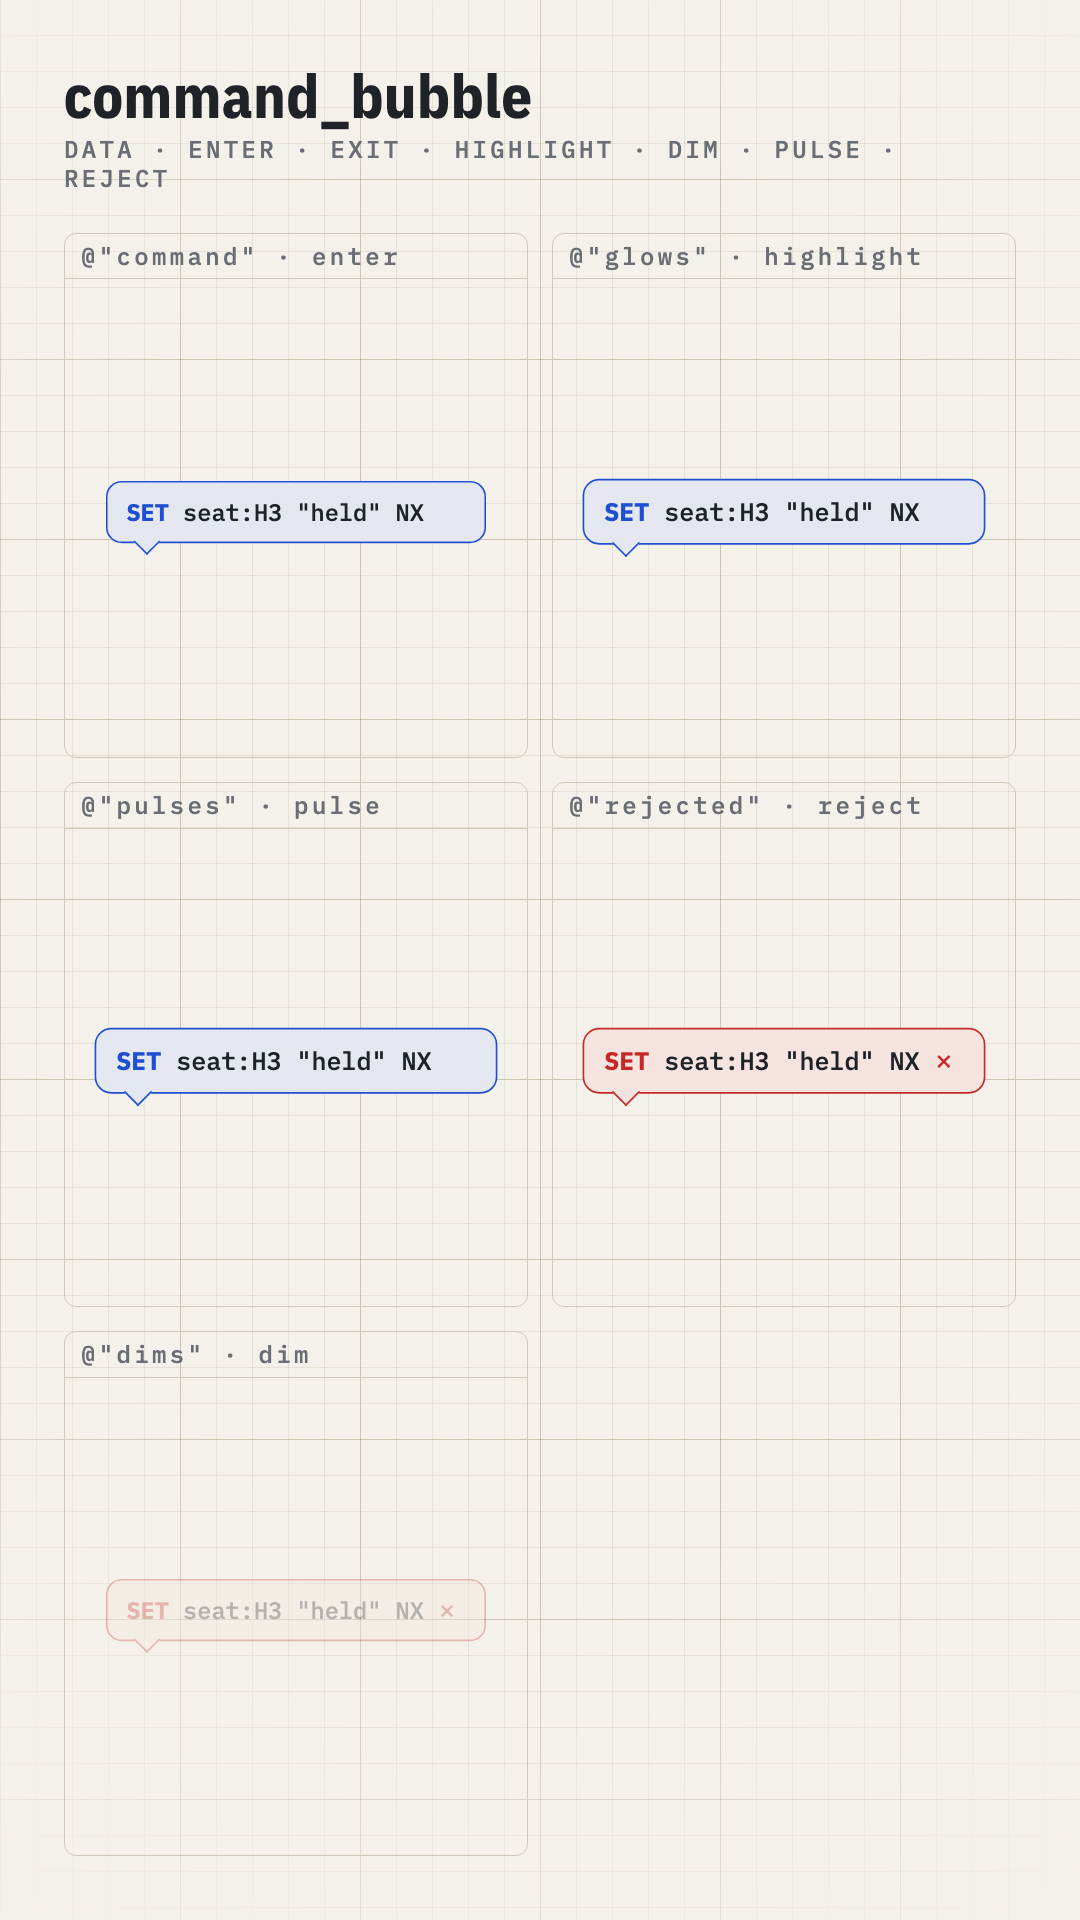 command_bubble
DATA · ENTER · EXIT · HIGHLIGHT · DIM · PULSE ·
REJECT
@"command" · enter
@"glows" · highlight
SET seat:H3 "held" NX
SET seat:H3 "held" NX
@"pulses" · pulse
@"rejected" · reject
SET seat:H3 "held" NX
SET seat:H3 "held" NX ×
@"dims" · dim
SET seat:H3 "held" NX ×